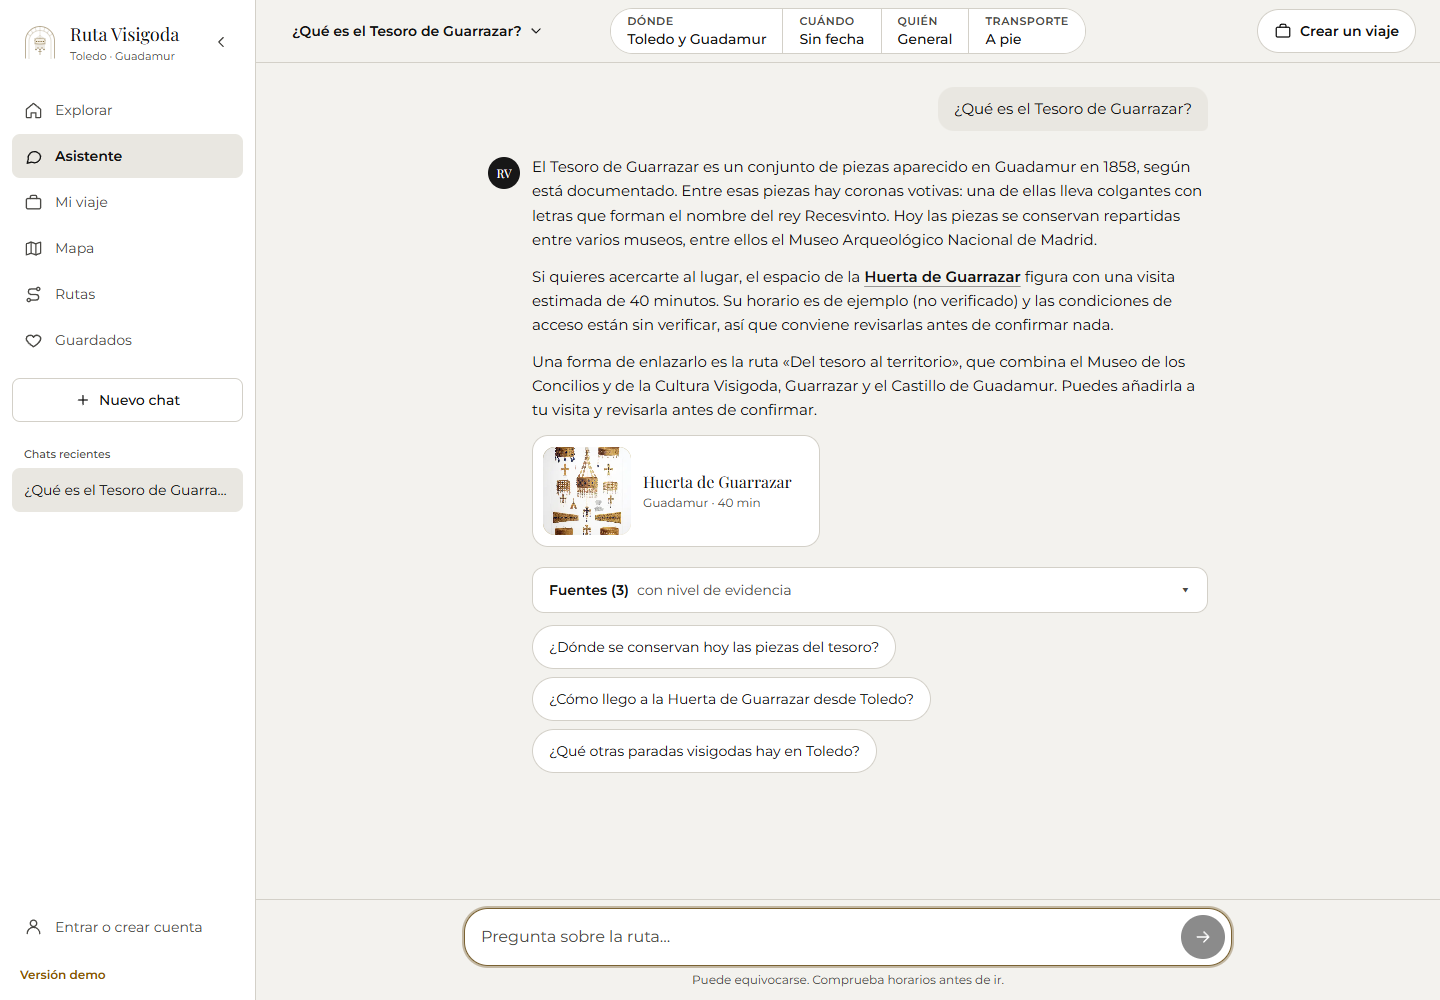 Ruta Visigoda
Toledo · Guadamur
Explorar
Asistente
Mi viaje
Mapa
Rutas
Guardados
Nuevo chat
Chats recientes
¿Qué es el Tesoro de Guarra...
Entrar o crear cuenta
Versión demo
¿Qué es el Tesoro de Guarrazar?
DÓNDE
Toledo y Guadamur
CUÁNDO
Sin fecha
QUIÉN
General
TRANSPORTE
A pie
Crear un viaje
¿Qué es el Tesoro de Guarrazar?
RV
El Tesoro de Guarrazar es un conjunto de piezas aparecido en Guadamur en 1858, según
está documentado. Entre esas piezas hay coronas votivas: una de ellas lleva colgantes con
letras que forman el nombre del rey Recesvinto. Hoy las piezas se conservan repartidas
entre varios museos, entre ellos el Museo Arqueológico Nacional de Madrid.
Si quieres acercarte al lugar, el espacio de la Huerta de Guarrazar figura con una visita
estimada de 40 minutos. Su horario es de ejemplo (no verificado) y las condiciones de
acceso están sin verificar, así que conviene revisarlas antes de confirmar nada.
Una forma de enlazarlo es la ruta «Del tesoro al territorio», que combina el Museo de los
Concilios y de la Cultura Visigoda, Guarrazar y el Castillo de Guadamur. Puedes añadirla a
tu visita y revisarla antes de confirmar.
Huerta de Guarrazar
Guadamur · 40 min
Fuentes (3) con nivel de evidencia
¿Dónde se conservan hoy las piezas del tesoro?
¿Cómo llego a la Huerta de Guarrazar desde Toledo?
¿Qué otras paradas visigodas hay en Toledo?
Pregunta sobre la ruta...
Puede equivocarse. Comprueba horarios antes de ir.